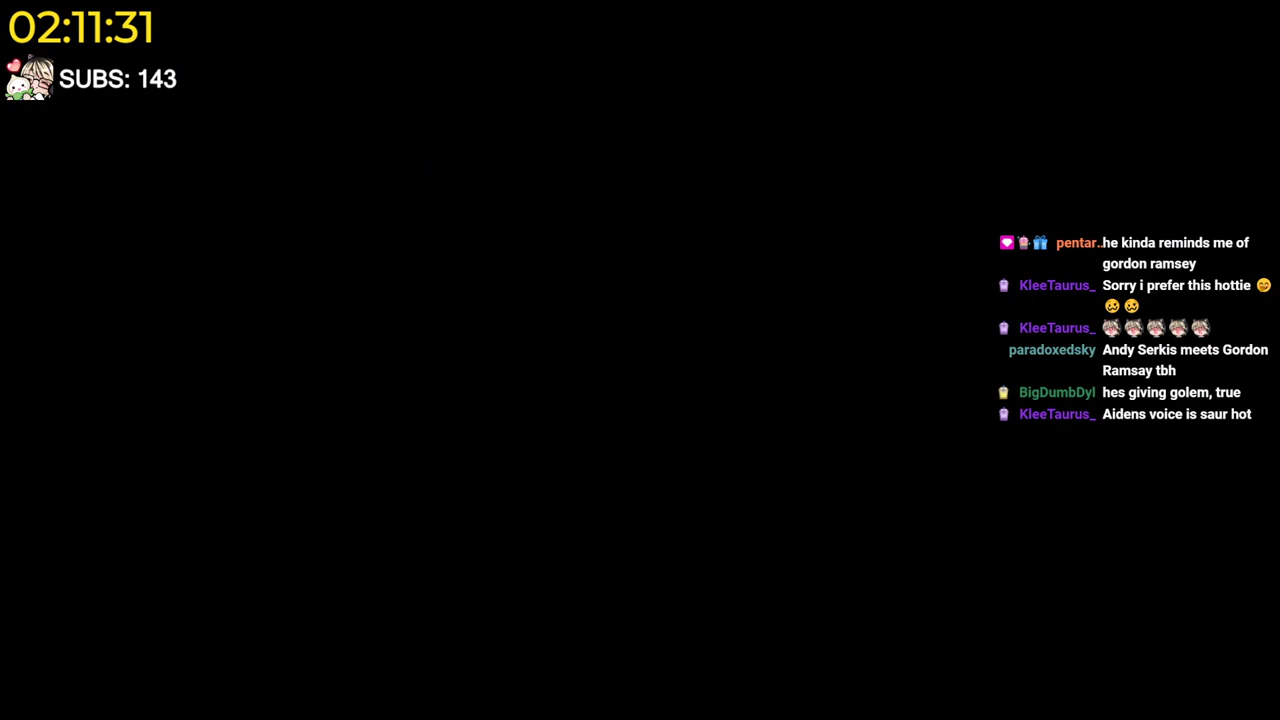 02:11:31
SUBS: 143
pentar.. he kinda reminds me of
gordon ramsey
KleeTaurus_ Sorry i prefer this hottie 😁
🥴 🥴
KleeTaurus_
paradoxedsky Andy Serkis meets Gordon
Ramsay tbh
BigDumbDyl hes giving golem, true
KleeTaurus_ Aidens voice is saur hot